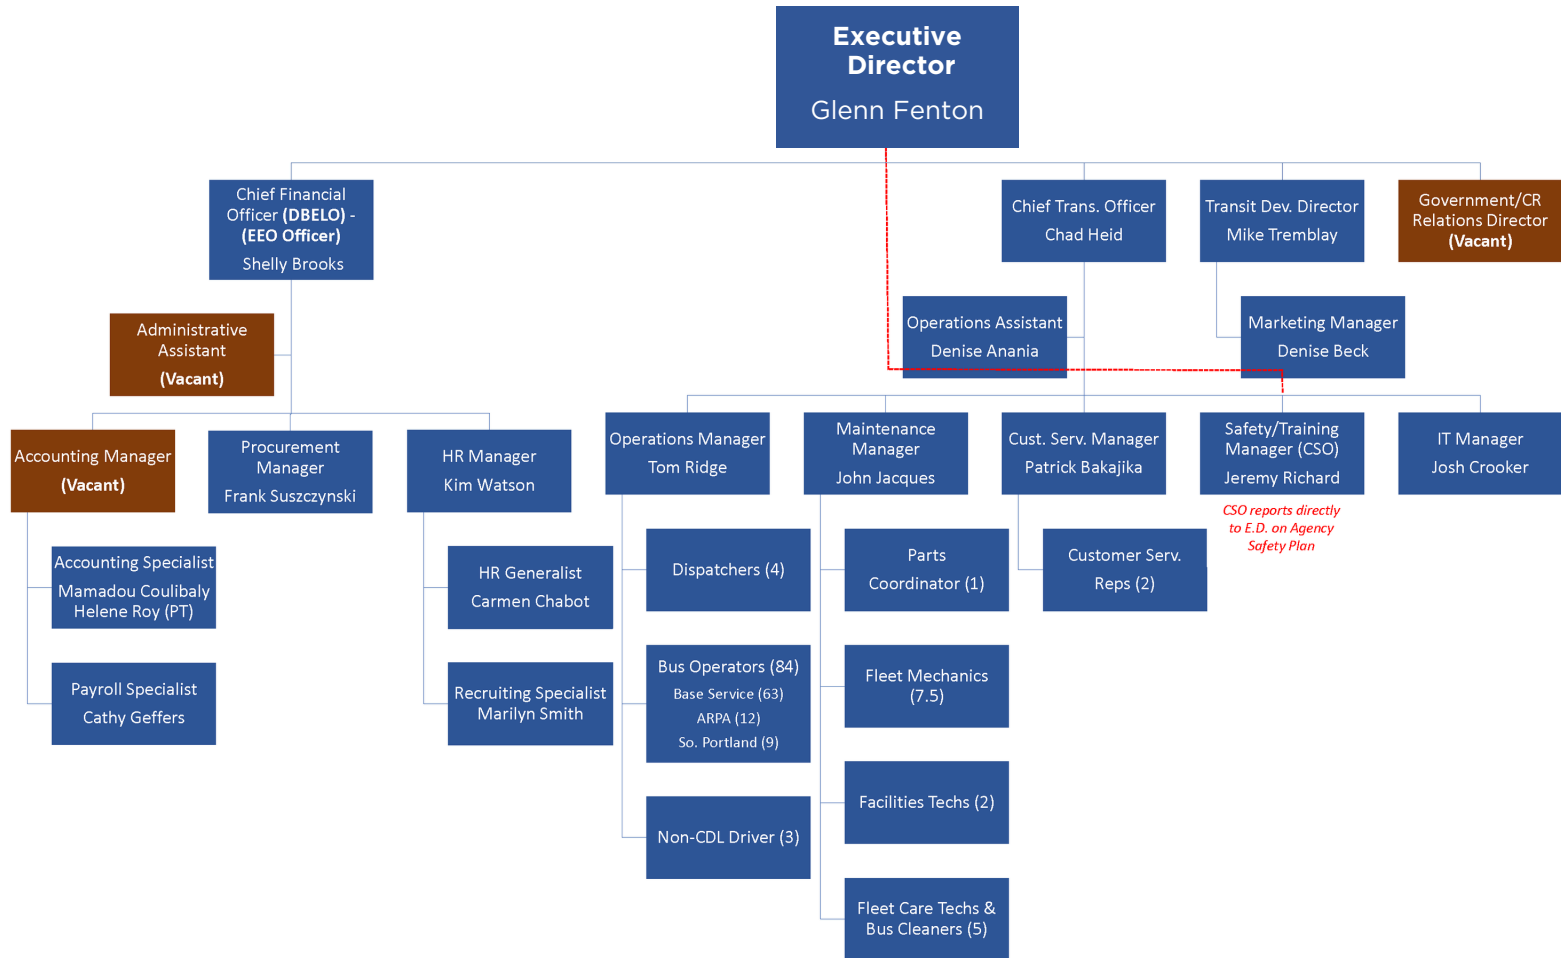 Executive
Director
Glenn Fenton
Chief Financial
Officer (DBELO) -
(EEO Officer)
Shelly Brooks
Chief Trans. Officer
Chad Heid
Transit Dev. Director
Mike Tremblay
Government/CR
Relations Director
(Vacant)
Administrative
Assistant
(Vacant)
Operations Assistant
Denise Anania
Marketing Manager
Denise Beck
Accounting Manager
(Vacant)
Procurement
Manager
Frank Suszczynski
HR Manager
Kim Watson
Operations Manager
Tom Ridge
Maintenance
Manager
John Jacques
Cust. Serv. Manager
Patrick Bakajika
Safety/Training
Manager (CSO)
Jeremy Richard
CSO reports directly
to E.D. on Agency
Safety Plan
IT Manager
Josh Crooker
Accounting Specialist
Mamadou Coulibaly
Helene Roy (PT)
Payroll Specialist
Cathy Geffers
HR Generalist
Carmen Chabot
Recruiting Specialist
Marilyn Smith
Dispatchers (4)
Bus Operators (84)
Base Service (63)
ARPA (12)
So. Portland (9)
Non-CDL Driver (3)
Parts
Coordinator (1)
Fleet Mechanics
(7.5)
Facilities Techs (2)
Fleet Care Techs &
Bus Cleaners (5)
Customer Serv.
Reps (2)